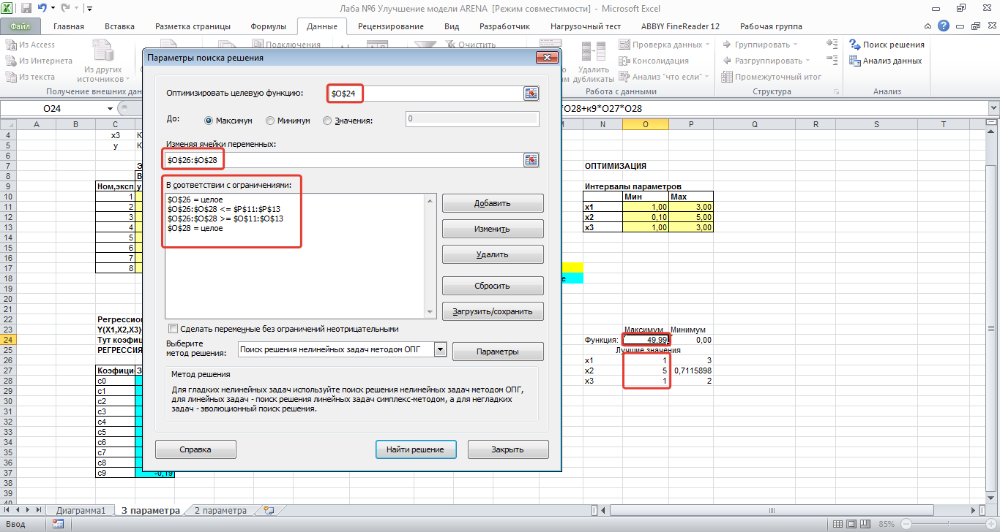 Лаба №6 Улучшение модели ARENA [Режим совместимости] - Microsoft Excel
Файл Главная Вставка Разметка страницы Формулы Данные Рецензирование Вид Разработчик Нагрузочный тест ABBYY FineReader 12 Рабочая группа
Из Access
Из Интернета
Из текста
Из других источников
Получение внешних дан
Подключения
Очистить
Удалить дубликаты
Проверка данных
Консолидация
Анализ "что если"
Работа с данными
Группировать
Разгруппировать
Промежуточный итог
Структура
Поиск решения
Анализ данных
Анализ
O24
*O28+к9*O27*O28
A B C N O P Q R S T
4 x3 К
5 y К
6
7 Э ОПТИМИЗАЦИЯ
8 В
9 Ном,эксп у Интервалы параметров
10 1 Мин Max
11 2 x1 1,00 3,00
12 3 x2 0,10 5,00
13 4 x3 1,00 3,00
14 5
15 6
16 7
17 8
18 е
19
20
21
22 Регрессио
23 Y(X1,X2,X3) Максимум Минимум
24 Тут коэфиц Функция: 49,99 0,00
25 РЕГРЕССИЯ Лучшие значения
26 x1 1 3
27 Коэфици З x2 5 0,7115898
28 c0 x3 1 2
29 c1
30 c2
31 c3
32 c4
33 c5
34 c6
35 c7
36 c8
37 c9 -0,19
38
39
40
Параметры поиска решения
Оптимизировать целевую функцию: $O$24
До: Максимум Минимум Значения: 0
Изменяя ячейки переменных:
$O$26:$O$28
В соответствии с ограничениями:
$O$26 = целое
$O$26:$O$28 <= $P$11:$P$13
$O$26:$O$28 >= $O$11:$O$13
$O$28 = целое
Добавить
Изменить
Удалить
Сбросить
Загрузить/сохранить
Сделать переменные без ограничений неотрицательными
Выберите
метод решения: Поиск решения нелинейных задач методом ОПГ Параметры
Метод решения
Для гладких нелинейных задач используйте поиск решения нелинейных задач методом ОПГ,
для линейных задач - поиск решения линейных задач симплекс-методом, а для негладких
задач - эволюционный поиск решения.
Справка Найти решение Закрыть
Диаграмма1 3 параметра 2 параметра
Ввод 85%